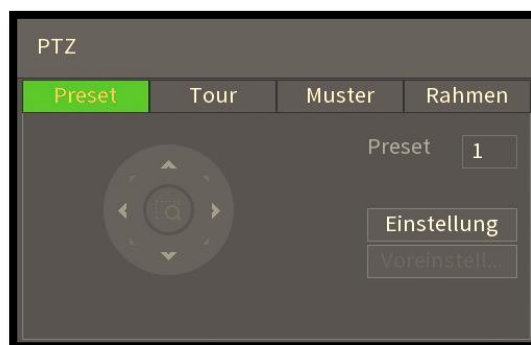 PTZ
Preset Tour Muster Rahmen
Preset 1
Einstellung
Voreinstell...